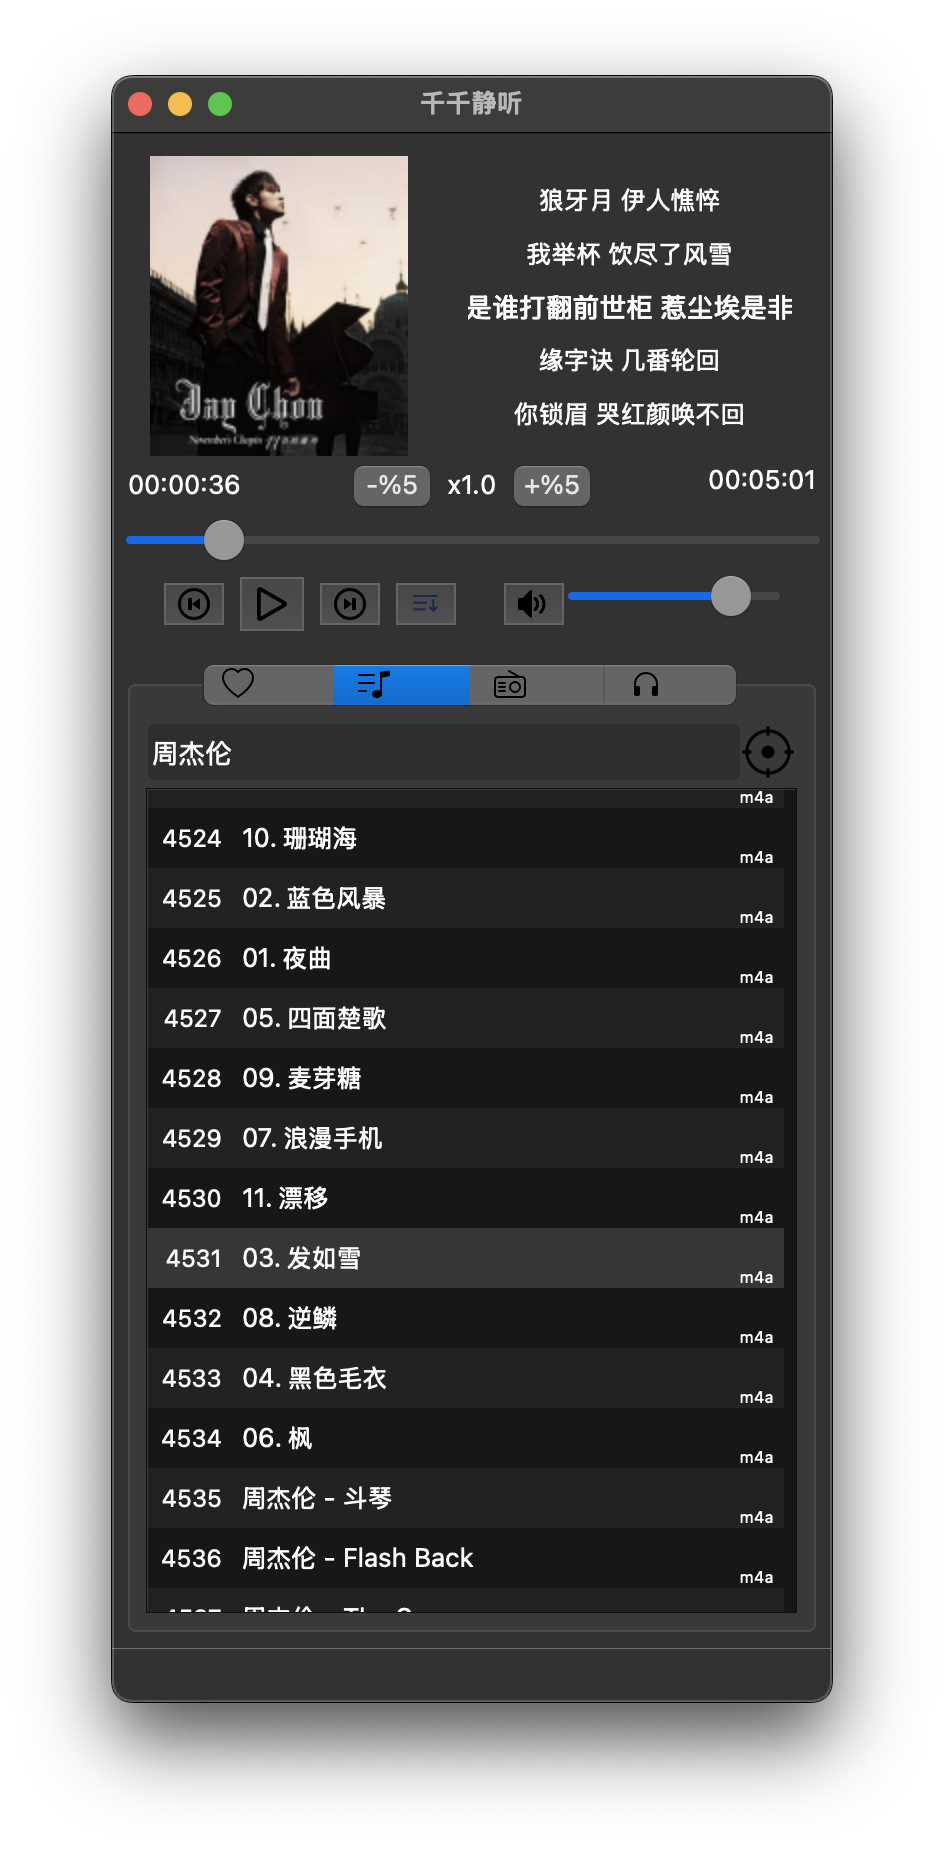 千千静听
狼牙月 伊人憔悴
我举杯 饮尽了风雪
是谁打翻前世柜 惹尘埃是非
缘字诀 几番轮回
你锁眉 哭红颜唤不回
Jay Chou
November's Chopin
00:00:36
-%5
x1.0
+%5
00:05:01
周杰伦
m4a
4524 10. 珊瑚海
m4a
4525 02. 蓝色风暴
m4a
4526 01. 夜曲
m4a
4527 05. 四面楚歌
m4a
4528 09. 麦芽糖
m4a
4529 07. 浪漫手机
m4a
4530 11. 漂移
m4a
4531 03. 发如雪
m4a
4532 08. 逆鳞
m4a
4533 04. 黑色毛衣
m4a
4534 06. 枫
m4a
4535 周杰伦 - 斗琴
m4a
4536 周杰伦 - Flash Back
m4a